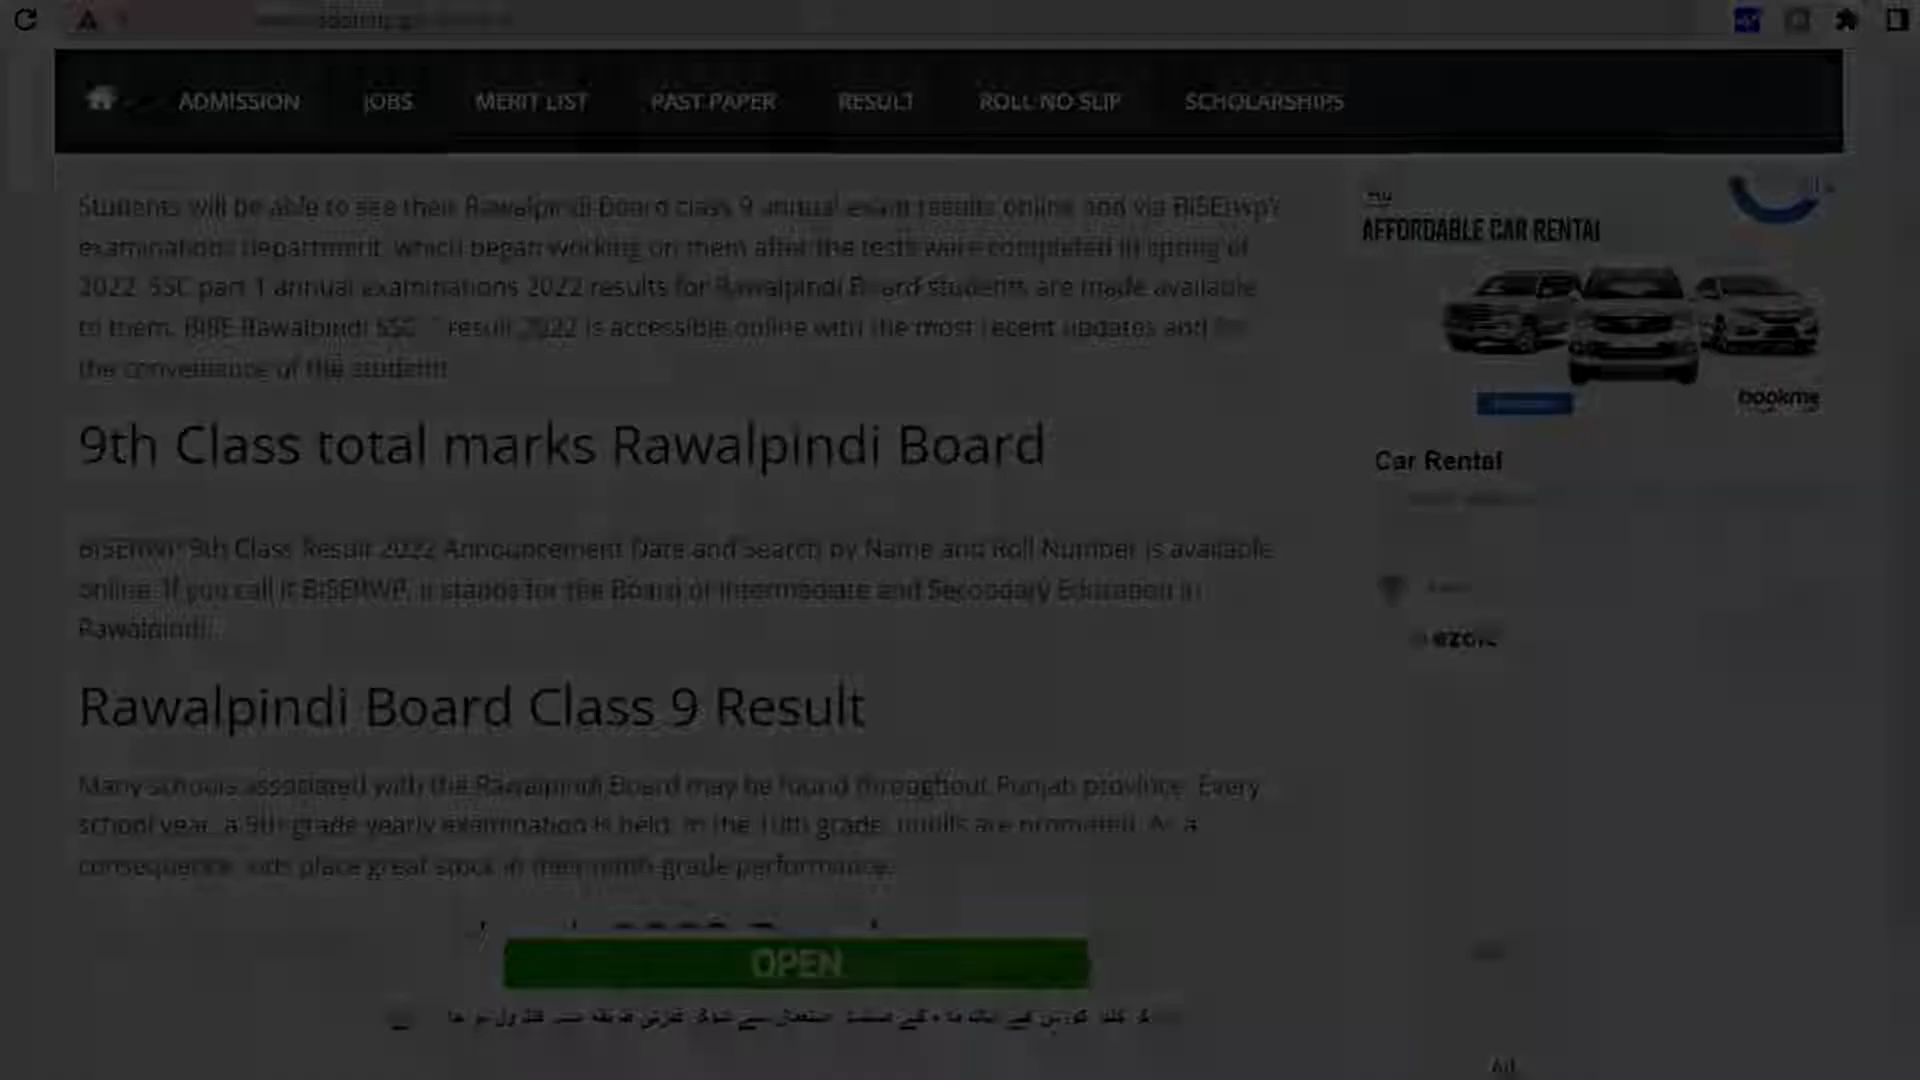 ADMISSION JOBS MERIT LIST PAST PAPER RESULT ROLL NO SLIP SCHOLARSHIPS
Students will be able to see their Rawalpindi Board class 9 annual exam results online and via BISErwp's
examinations department, which began working on them after the tests were completed in spring of
2022. SSC part 1 annual examinations 2022 results for Rawalpindi Board students are made available
to them. BISE Rawalpindi SSC result 2022 is accessible online with the most recent updates and for
the convenience of the students
9th Class total marks Rawalpindi Board
BISERWP 9th Class Result 2022 Announcement Date and Search by Name and Roll Number is available
online. If you call it BISERWP, it stands for the Board of Intermediate and Secondary Education in
Rawalpindi.
Rawalpindi Board Class 9 Result
Many schools associated with the Rawalpindi Board may be found throughout Punjab province. Every
school year, a 9th grade yearly examination is held. In the 10th grade, pupils are promoted. As a
consequence, kids place great stock in their ninth-grade performance.
OPEN
AFFORDABLE CAR RENTAL
bookme
Car Rental
Ad